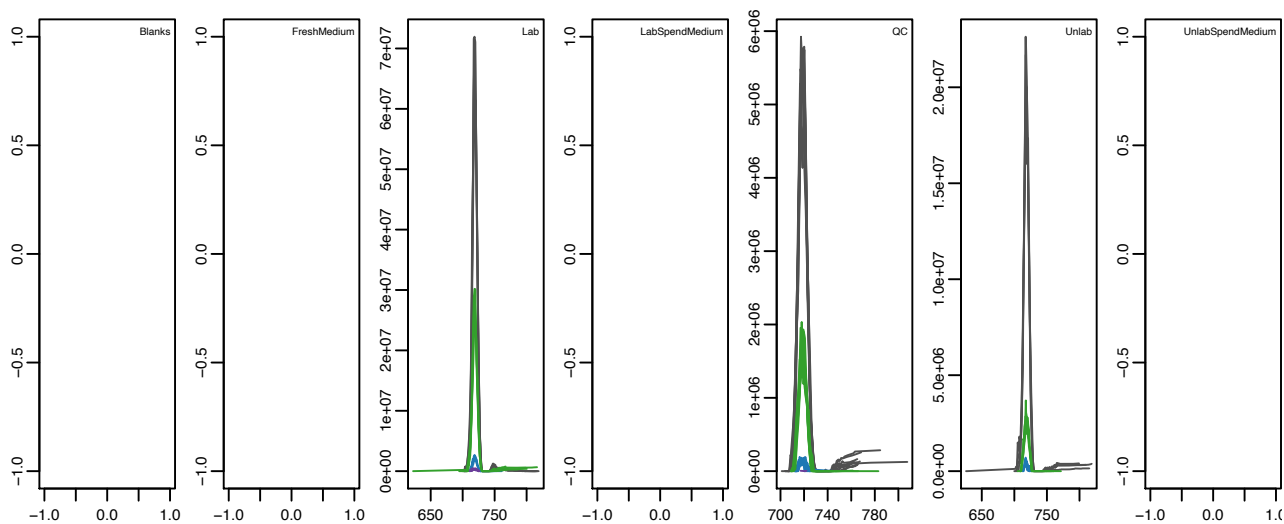 Blanks
1.0
0.5
0.0
−0.5
−1.0
−1.0 0.0 1.0
FreshMedium
1.0
0.5
0.0
−0.5
−1.0
−1.0 0.0 1.0
Lab
7e+07
6e+07
5e+07
4e+07
3e+07
2e+07
1e+07
0e+00
650 750
LabSpendMedium
1.0
0.5
0.0
−0.5
−1.0
−1.0 0.0 1.0
QC
6e+06
5e+06
4e+06
3e+06
2e+06
1e+06
0e+00
700 740 780
Unlab
2.0e+07
1.5e+07
1.0e+07
5.0e+06
0.0e+00
650 750
UnlabSpendMedium
1.0
0.5
0.0
−0.5
−1.0
−1.0 0.0 1.0